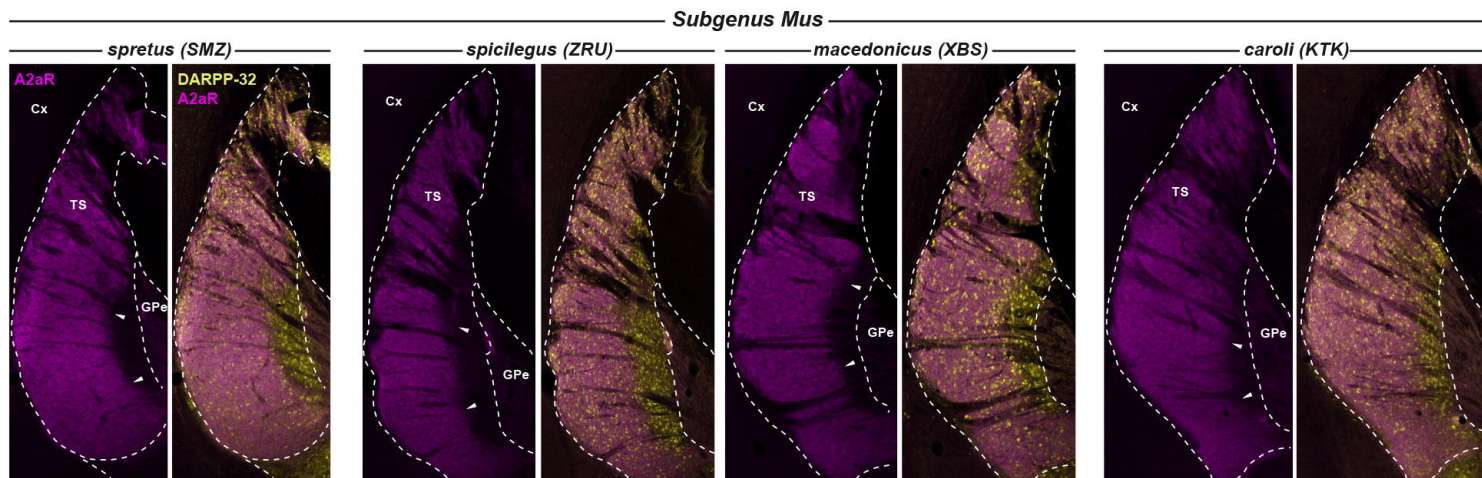 Subgenus Mus
spretus (SMZ)
spicilegus (ZRU)
macedonicus (XBS)
caroli (KTK)
A2aR
DARPP-32
A2aR
Cx
TS
GPe
Cx
TS
GPe
Cx
TS
GPe
Cx
TS
GPe